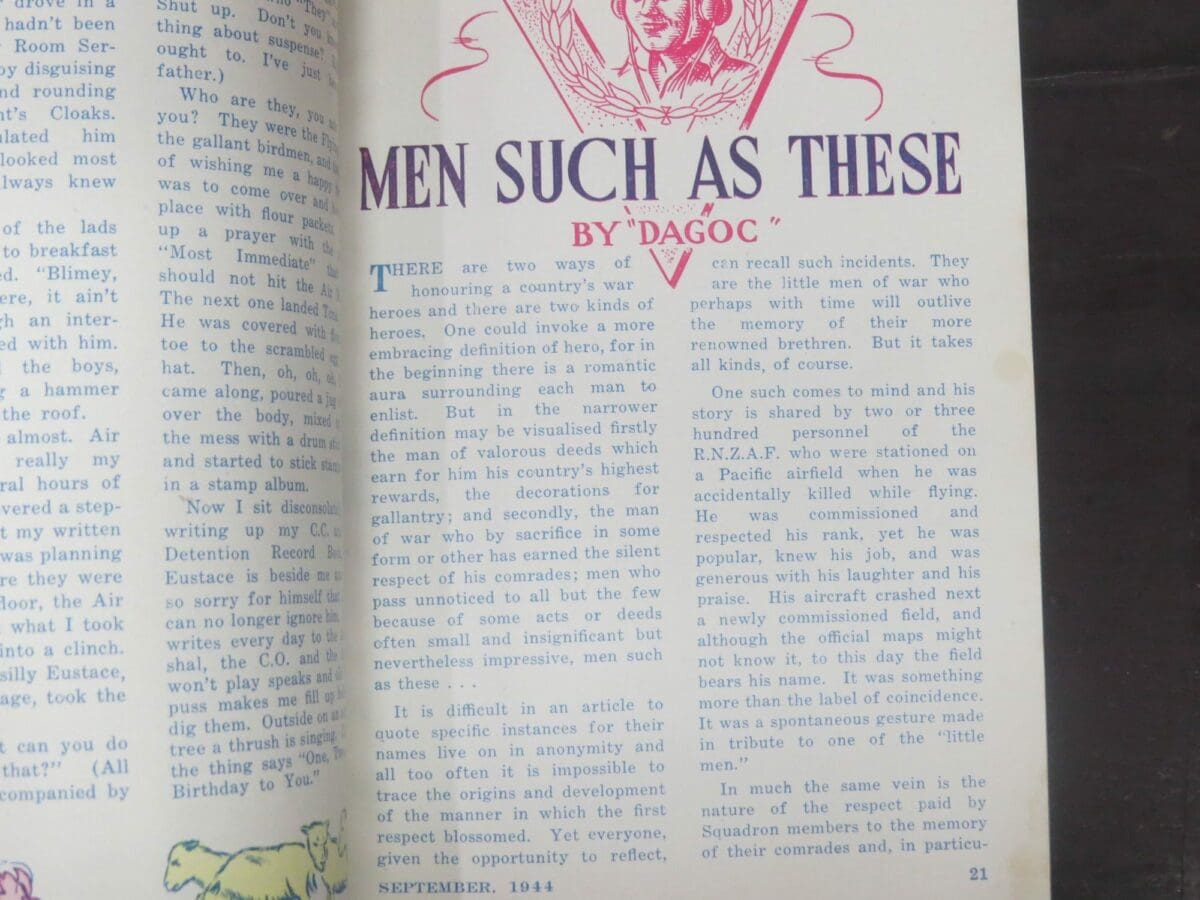 drove in a
hadn't been
Room Ser-
by disguising
nd rounding
nt's Cloaks.
ulated him
looked most
lways knew
of the lads
to breakfast
ed. "Blimey,
ere, it ain't
gh an inter-
ed with him.
the boys,
g a hammer
the roof.
almost. Air
really my
ral hours of
vered a step-
t my written
was planning
re they were
floor, the Air
what I took
into a clinch.
silly Eustace,
age, took the
t can you do
that?" (All
companied by
"They"
Shut up. Don't you
thing about suspense?
ought to. I've just
father.)
Who are they, you
you? They were the Flying
the gallant birdmen, and
of wishing me a happy
was to come over and
place with flour packets
up a prayer with the
"Most Immediate"
should not hit the Air
The next one landed
He was covered with
toe to the scrambled egg
hat. Then, oh, oh, oh,
came along, poured a jug
over the body, mixed
the mess with a drum
and started to stick stamps
in a stamp album.
Now I sit disconsolately
writing up my C.C.
Detention Record
Eustace is beside me
so sorry for himself that
can no longer ignore him.
writes every day to the
shal, the C.O. and the
won't play speaks and
puss makes me fill up
dig them. Outside on
tree a thrush is singing.
the thing says "One,
Birthday to You."
MEN SUCH AS THESE
BY "DAGOC"
THERE are two ways of
honouring a country's war
heroes and there are two kinds of
heroes. One could invoke a more
embracing definition of hero, for in
the beginning there is a romantic
aura surrounding each man to
enlist. But in the narrower
definition may be visualised firstly
the man of valorous deeds which
earn for him his country's highest
rewards, the decorations for
gallantry; and secondly, the man
of war who by sacrifice in some
form or other has earned the silent
respect of his comrades; men who
pass unnoticed to all but the few
because of some acts or deeds
often small and insignificant but
nevertheless impressive, men such
as these . . .
It is difficult in an article to
quote specific instances for their
names live on in anonymity and
all too often it is impossible to
trace the origins and development
of the manner in which the first
respect blossomed. Yet everyone,
given the opportunity to reflect,
can recall such incidents. They
are the little men of war who
perhaps with time will outlive
the memory of their more
renowned brethren. But it takes
all kinds, of course.
One such comes to mind and his
story is shared by two or three
hundred personnel of the
R.N.Z.A.F. who were stationed on
a Pacific airfield when he was
accidentally killed while flying.
He was commissioned and
respected his rank, yet he was
popular, knew his job, and was
generous with his laughter and his
praise. His aircraft crashed next
a newly commissioned field, and
although the official maps might
not know it, to this day the field
bears his name. It was something
more than the label of coincidence.
It was a spontaneous gesture made
in tribute to one of the "little
men."
In much the same vein is the
nature of the respect paid by
Squadron members to the memory
of their comrades and, in particu-
SEPTEMBER, 1944
21